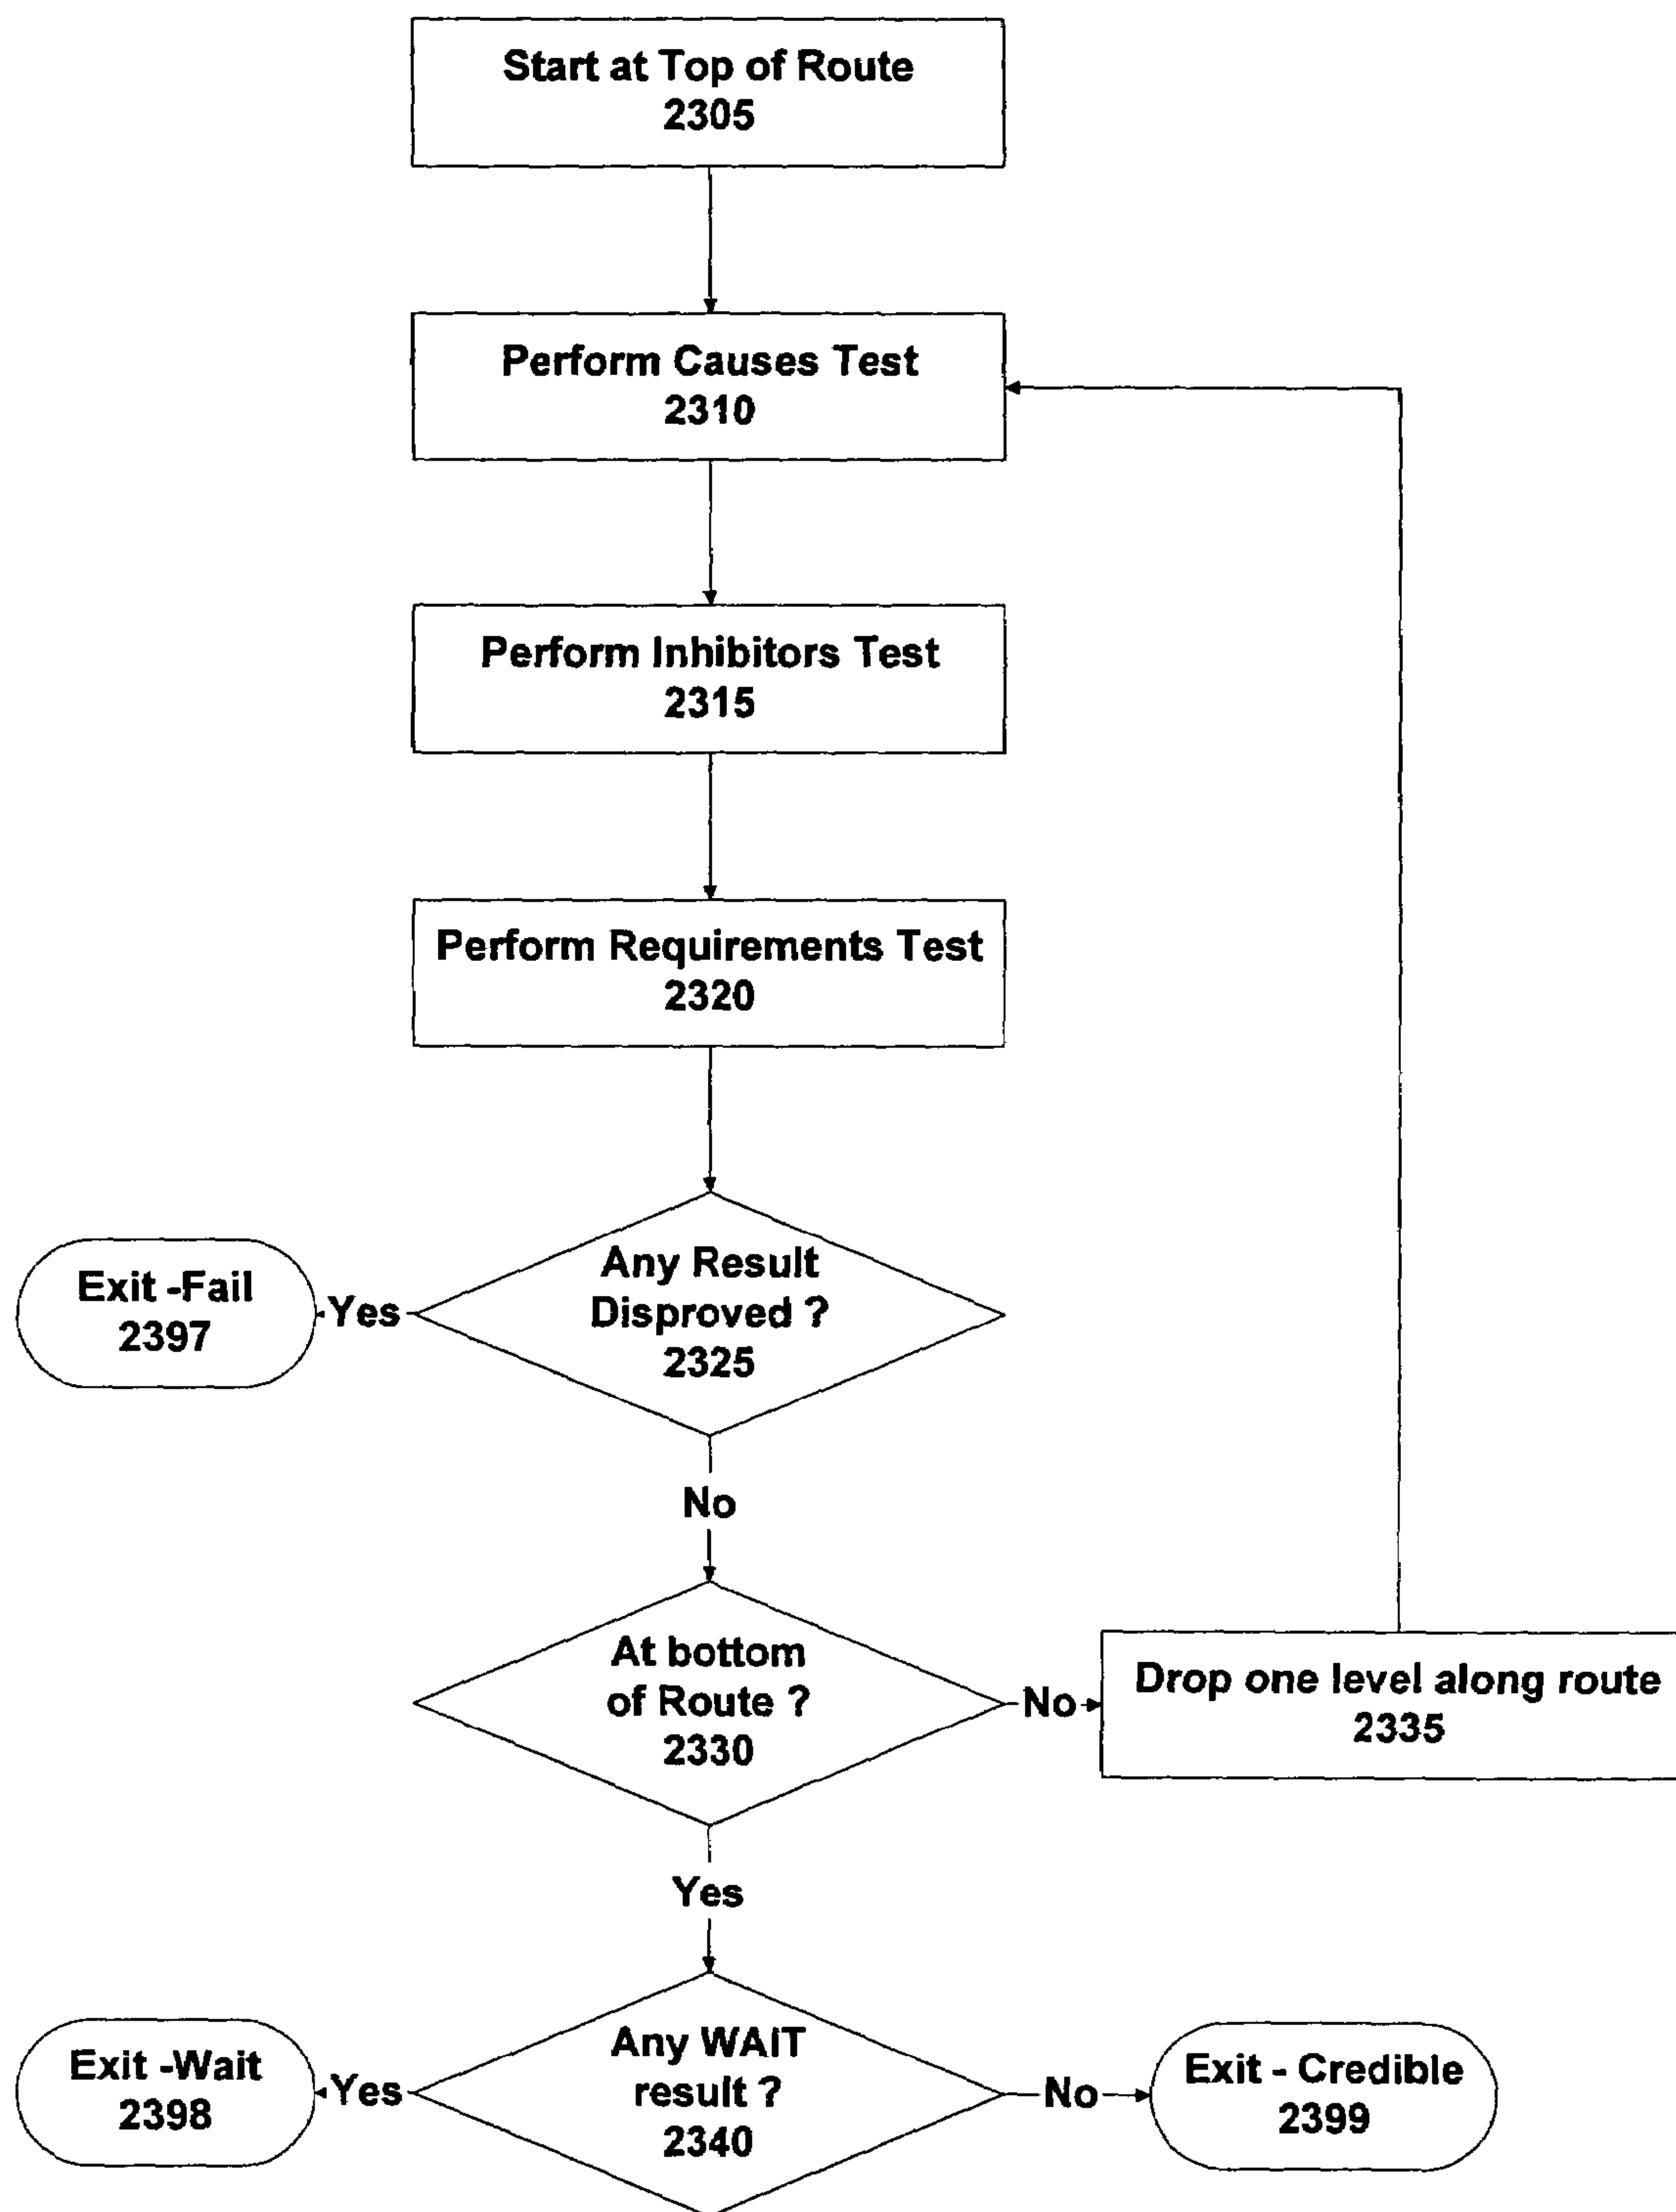 Start at Top of Route
2305
Perform Causes Test
2310
Perform Inhibitors Test
2315
Perform Requirements Test
2320
Any Result
Disproved ?
2325
Yes
Exit -Fail
2397
No
At bottom
of Route ?
2330
No
Drop one level along route
2335
Yes
Any WAIT
result ?
2340
Yes
Exit -Wait
2398
No
Exit - Credible
2399